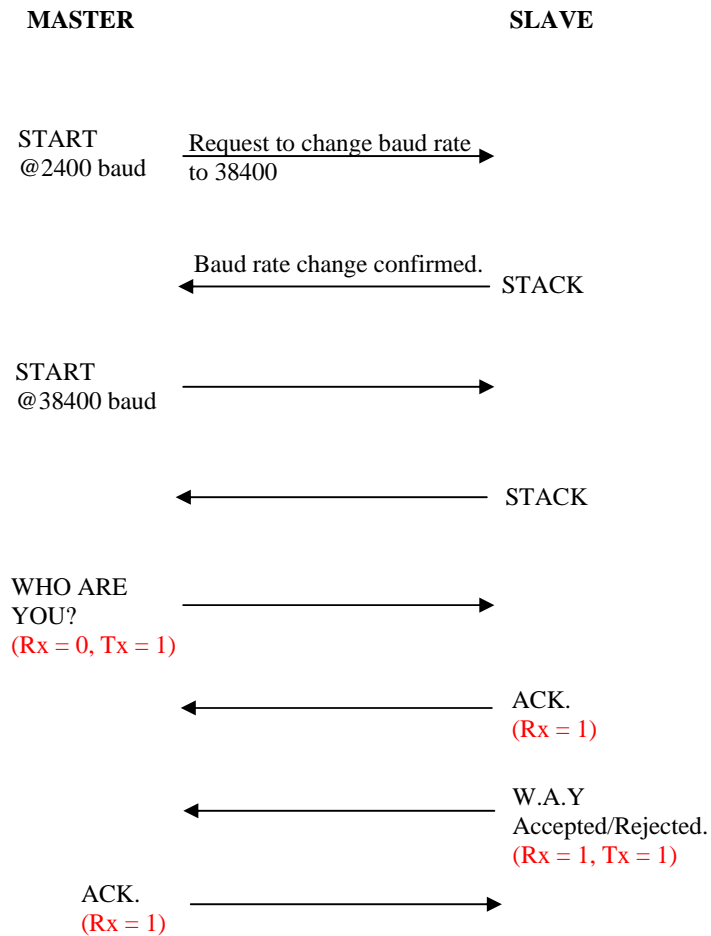 MASTER SLAVE
START
@2400 baud
Request to change baud rate
to 38400
Baud rate change confirmed.
STACK
START
@38400 baud
STACK
WHO ARE
YOU?
(Rx = 0, Tx = 1)
ACK.
(Rx = 1)
W.A.Y
Accepted/Rejected.
(Rx = 1, Tx = 1)
ACK.
(Rx = 1)